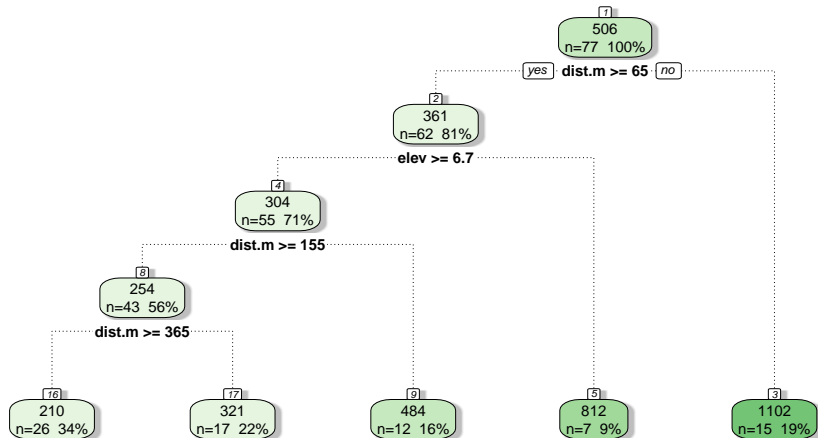 1
506
n=77 100%
yes dist.m >= 65 no
2
361
n=62 81%
elev >= 6.7
4
304
n=55 71%
dist.m >= 155
8
254
n=43 56%
dist.m >= 365
16 17 9 5 3
210 321 484 812 1102
n=26 34% n=17 22% n=12 16% n=7 9% n=15 19%